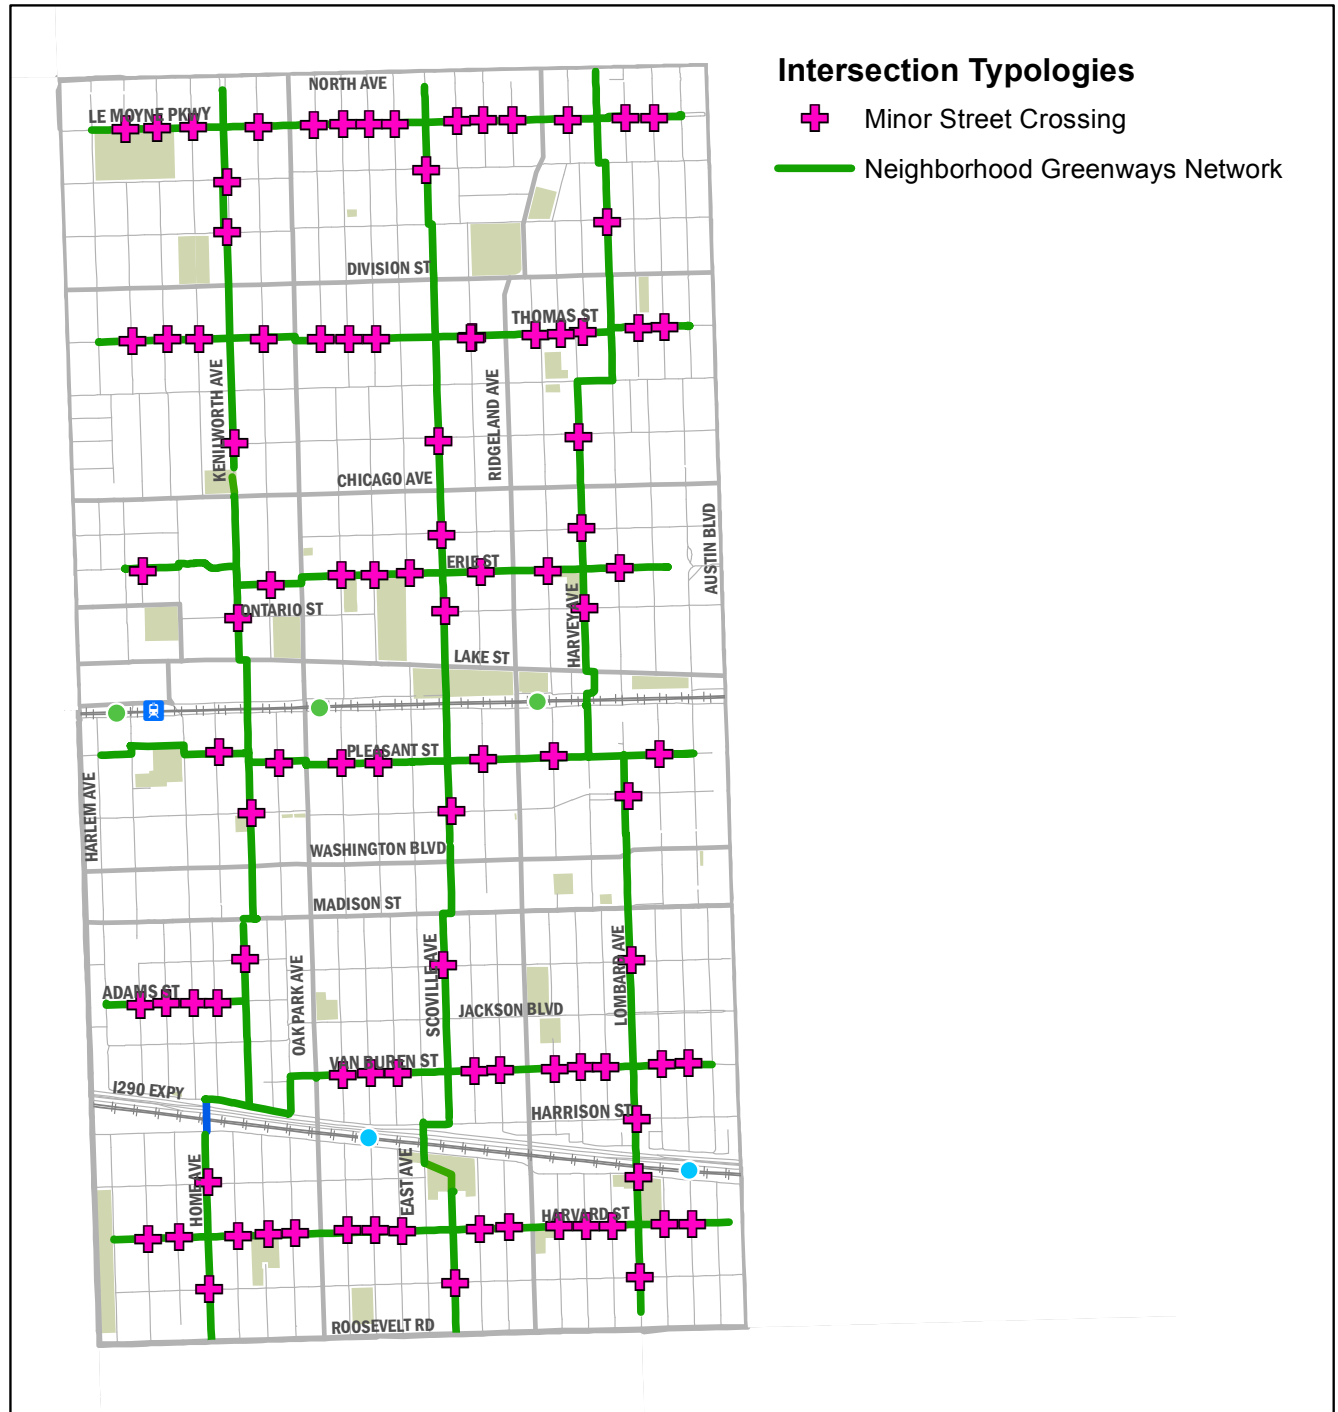 Intersection Typologies
Minor Street Crossing
Neighborhood Greenways Network
NORTH AVE
LE MOYNE PKWY
DIVISION ST
THOMAS ST
KENILWORTH AVE
RIDGELAND AVE
CHICAGO AVE
AUSTIN BLVD
ERIE ST
HARVEY AVE
ONTARIO ST
LAKE ST
PLEASANT ST
HARLEM AVE
WASHINGTON BLVD
MADISON ST
SCOVILLE AVE
LOMBARD AVE
OAK PARK AVE
ADAMS ST
JACKSON BLVD
VAN BUREN ST
I290 EXPY
HARRISON ST
HOME AVE
EAST AVE
HARVARD ST
ROOSEVELT RD